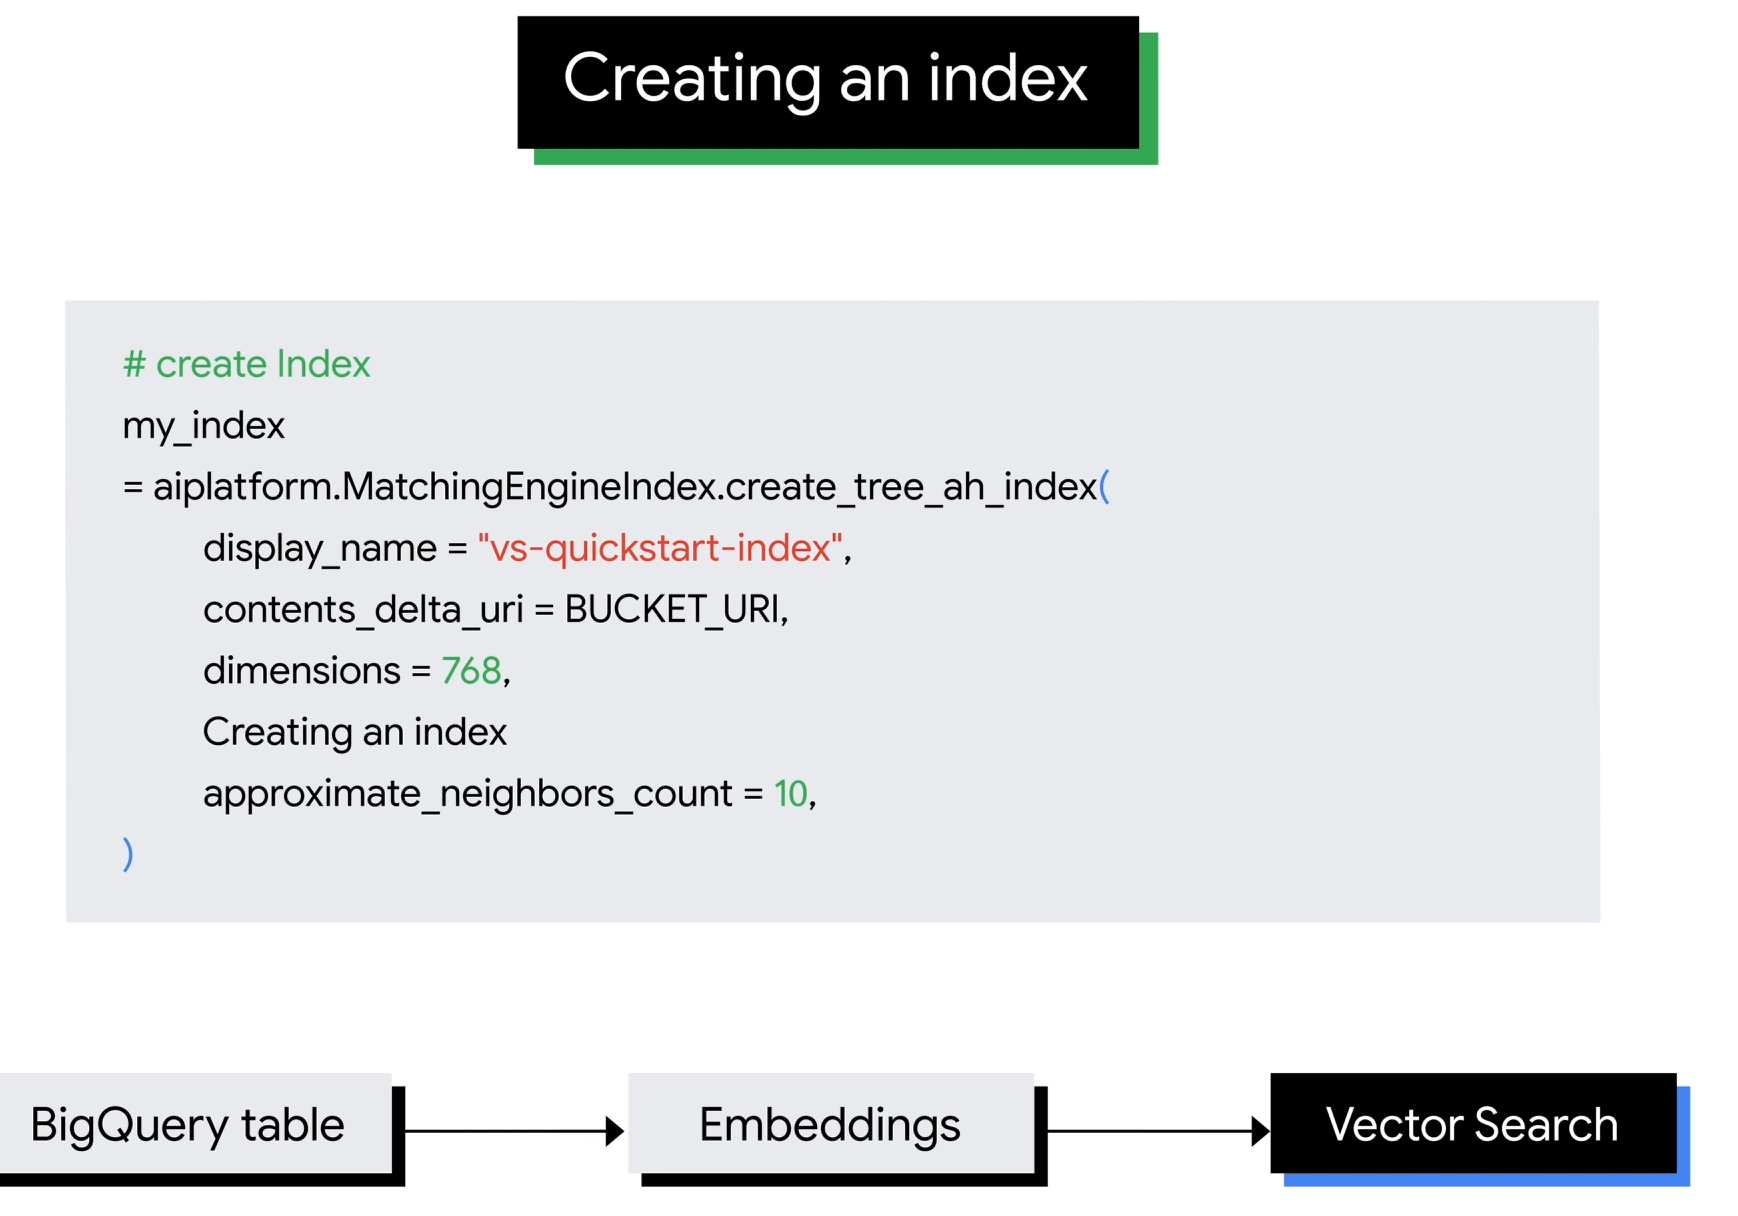 Creating an index
# create Index
my_index
= aiplatform.MatchingEngineIndex.create_tree_ah_index(
display_name = "vs-quickstart-index",
contents_delta_uri = BUCKET_URI,
dimensions = 768,
Creating an index
approximate_neighbors_count = 10,
)
BigQuery table
Embeddings
Vector Search